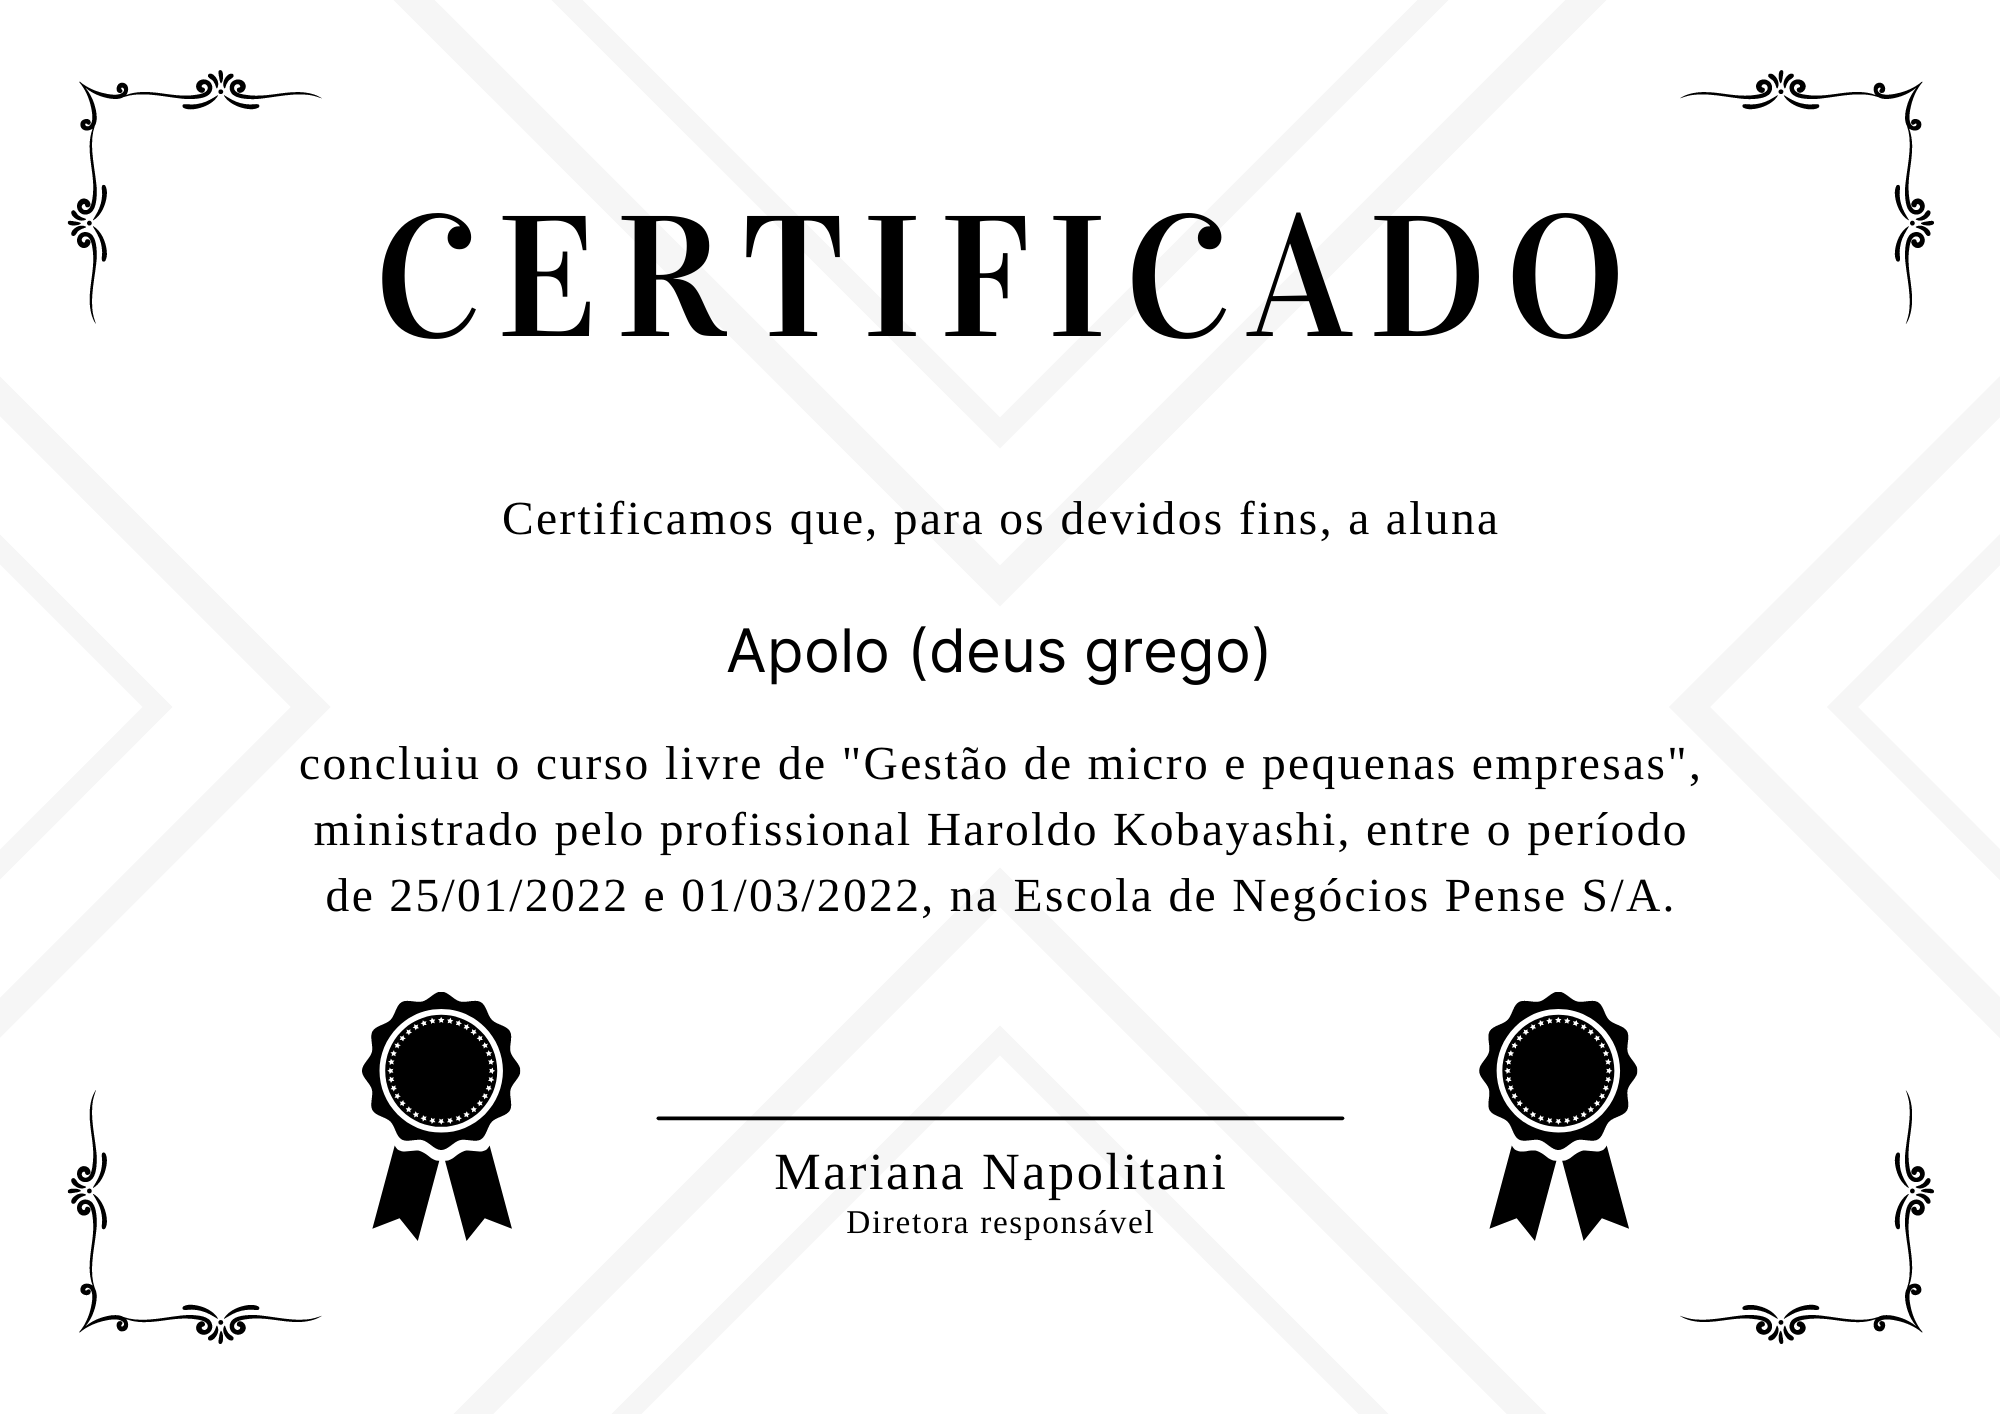 CERTIFICADO
Certificamos que, para os devidos fins, a aluna
Apolo (deus grego)
concluiu o curso livre de "Gestão de micro e pequenas empresas",
ministrado pelo profissional Haroldo Kobayashi, entre o período
de 25/01/2022 e 01/03/2022, na Escola de Negócios Pense S/A.
Mariana Napolitani
Diretora responsável